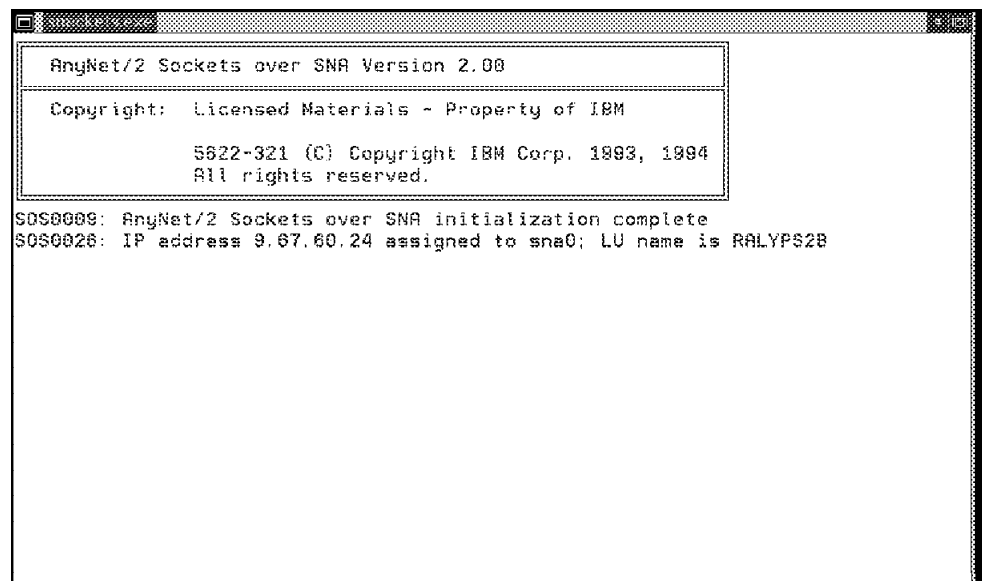 snackets.exe
AnyNet/2 Sockets over SNA Version 2.00
Copyright: Licensed Materials ~ Property of IBM
5622-321 (C) Copyright IBM Corp. 1993, 1994
All rights reserved.
SOS0009: AnyNet/2 Sockets over SNA initialization complete
SOS0026: IP address 9.67.60.24 assigned to sna0; LU name is RALYPS2B